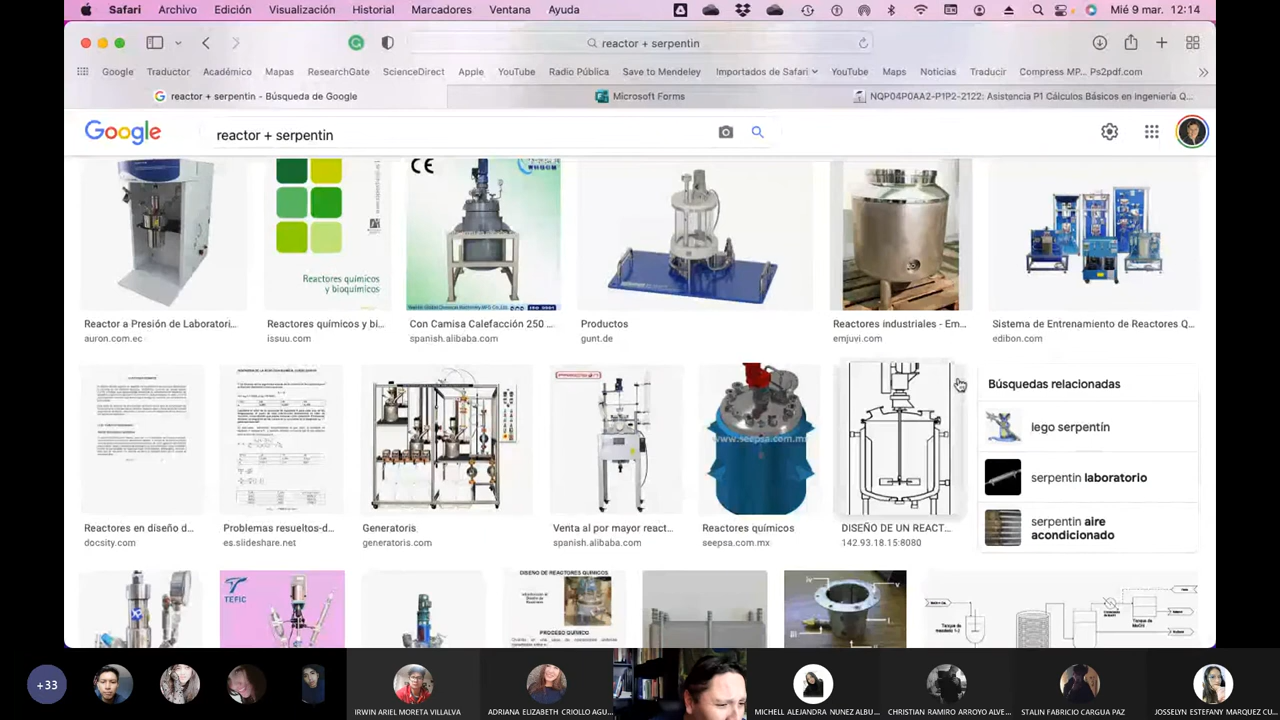 Safari Archivo Edición Visualización Historial Marcadores Ventana Ayuda Mié 9 mar. 12:14
reactor + serpentin
Google Traductor Académico Mapas ResearchGate ScienceDirect Apple YouTube Radio Pública Save to Mendeley Importados de Safari YouTube Maps Noticias Traducir Compress MP... Ps2pdf.com
reactor + serpentin - Búsqueda de Google
Microsoft Forms
NQP04P0AA2-P1P2-2122: Asistencia P1 Cálculos Básicos en Ingeniería Q...
Google
reactor + serpentin
CE
Reactores químicos
y bioquímicos
Reactor a Presión de Laboratori...
auron.com.ec
Reactores químicos y bi...
issuu.com
Con Camisa Calefacción 250 ...
spanish.alibaba.com
Productos
gunt.de
Reactores industriales - Em...
emjuvi.com
Sistema de Entrenamiento de Reactores Q...
edibon.com
www.seepsa.com.m
Búsquedas relacionadas
lego serpentin
serpentin laboratorio
serpentin aire
acondicionado
Reactores en diseño d...
docsity.com
Problemas resueltos-d...
es.slideshare.net
Generatoris
generatoris.com
Venta al por mayor react...
spanish.alibaba.com
Reactores químicos
seepsa.com.mx
DISEÑO DE UN REACT...
142.93.18.15:8080
TEFIC
DISEÑO DE REACTORES QUIMICOS
PROCESO QUIMICO
+33
IRWIN ARIEL MORETA VILLALVA
ADRIANA ELIZABETH CRIOLLO AGU...
MICHELL ALEJANDRA NUNEZ ALBU...
CHRISTIAN RAMIRO ARROYO ALVE...
STALIN FABRICIO CARGUA PAZ
JOSSELYN ESTEFANY MARQUEZ CU...